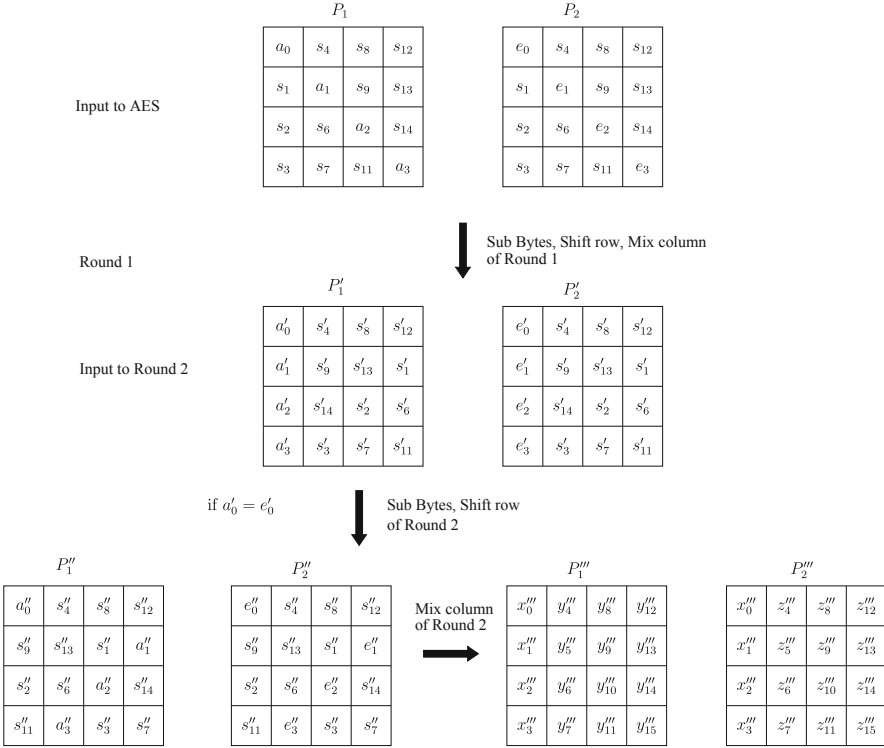 P₁ P₂
a₀ s₄ s₈ s₁₂ e₀ s₄ s₈ s₁₂
s₁ a₁ s₉ s₁₃ s₁ e₁ s₉ s₁₃
Input to AES
s₂ s₆ a₂ s₁₄ s₂ s₆ e₂ s₁₄
s₃ s₇ s₁₁ a₃ s₃ s₇ s₁₁ e₃
Sub Bytes, Shift row, Mix column
of Round 1
Round 1
P′₁ P′₂
a′₀ s′₄ s′₈ s′₁₂ e′₀ s′₄ s′₈ s′₁₂
a′₁ s′₉ s′₁₃ s′₁ e′₁ s′₉ s′₁₃ s′₁
Input to Round 2
a′₂ s′₁₄ s′₂ s′₆ e′₂ s′₁₄ s′₂ s′₆
a′₃ s′₃ s′₇ s′₁₁ e′₃ s′₃ s′₇ s′₁₁
if a′₀ = e′₀
Sub Bytes, Shift row
of Round 2
P″₁ P″₂ P‴₁ P‴₂
a″₀ s″₄ s″₈ s″₁₂ e″₀ s″₄ s″₈ s″₁₂ x‴₀ y‴₄ y‴₈ y‴₁₂ x‴₀ z‴₄ z‴₈ z‴₁₂
Mix column
of Round 2
s″₉ s″₁₃ s″₁ a″₁ s″₉ s″₁₃ s″₁ e″₁ x‴₁ y‴₅ y‴₉ y‴₁₃ x‴₁ z‴₅ z‴₉ z‴₁₃
s″₂ s″₆ a″₂ s″₁₄ s″₂ s″₆ e″₂ s″₁₄ x‴₂ y‴₆ y‴₁₀ y‴₁₄ x‴₂ z‴₆ z‴₁₀ z‴₁₄
s″₁₁ a″₃ s″₃ s″₇ s″₁₁ e″₃ s″₃ s″₇ x‴₃ y‴₇ y‴₁₁ y‴₁₅ x‴₃ z‴₇ z‴₁₁ z‴₁₅